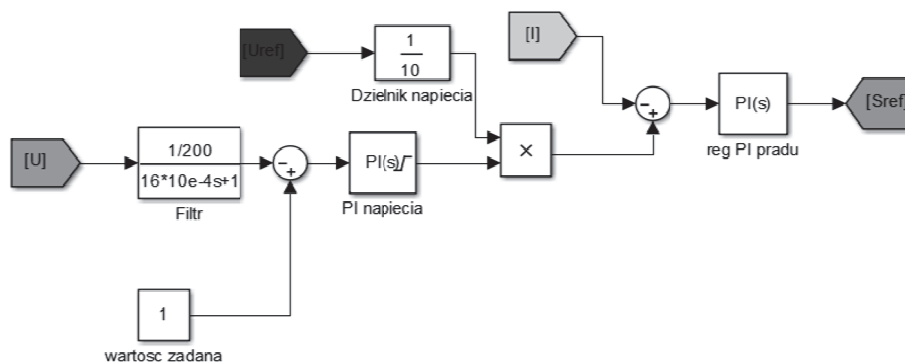 [Uref]
1
10
Dzielnik napiecia
[I]
-
+
PI(s)
reg PI pradu
[Sref]
[U]
1/200
16*10e-4s+1
Filtr
-
+
PI(s)
PI napiecia
×
1
wartosc zadana